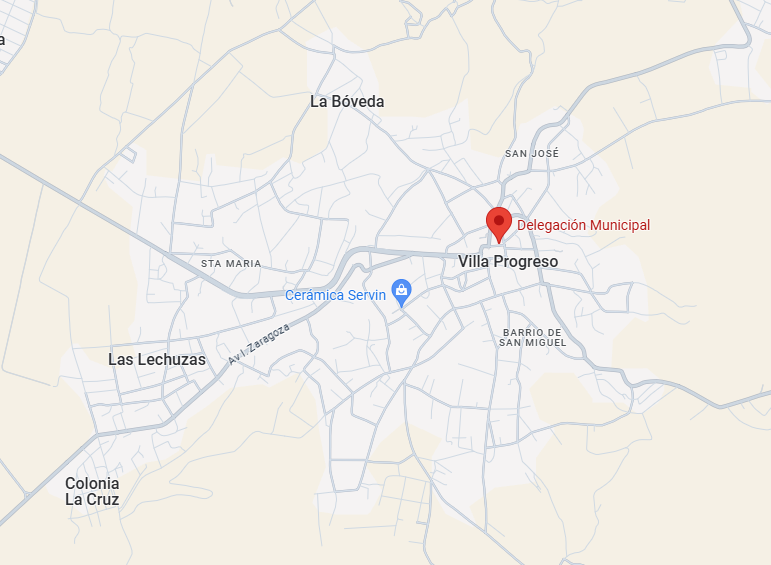 a
La Bóveda
SAN JOSÉ
Delegación Municipal
Villa Progreso
STA MARIA
Cerámica Servin
Av I. Zaragoza
BARRIO DE
SAN MIGUEL
Las Lechuzas
Colonia
La Cruz